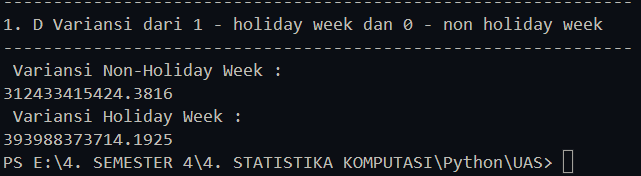 ---------------------------------------------------------------
1. D Variansi dari 1 - holiday week dan 0 - non holiday week
---------------------------------------------------------------
Variansi Non-Holiday Week :
312433415424.3816
Variansi Holiday Week :
393988373714.1925
PS E:\4. SEMESTER 4\4. STATISTIKA KOMPUTASI\Python\UAS>